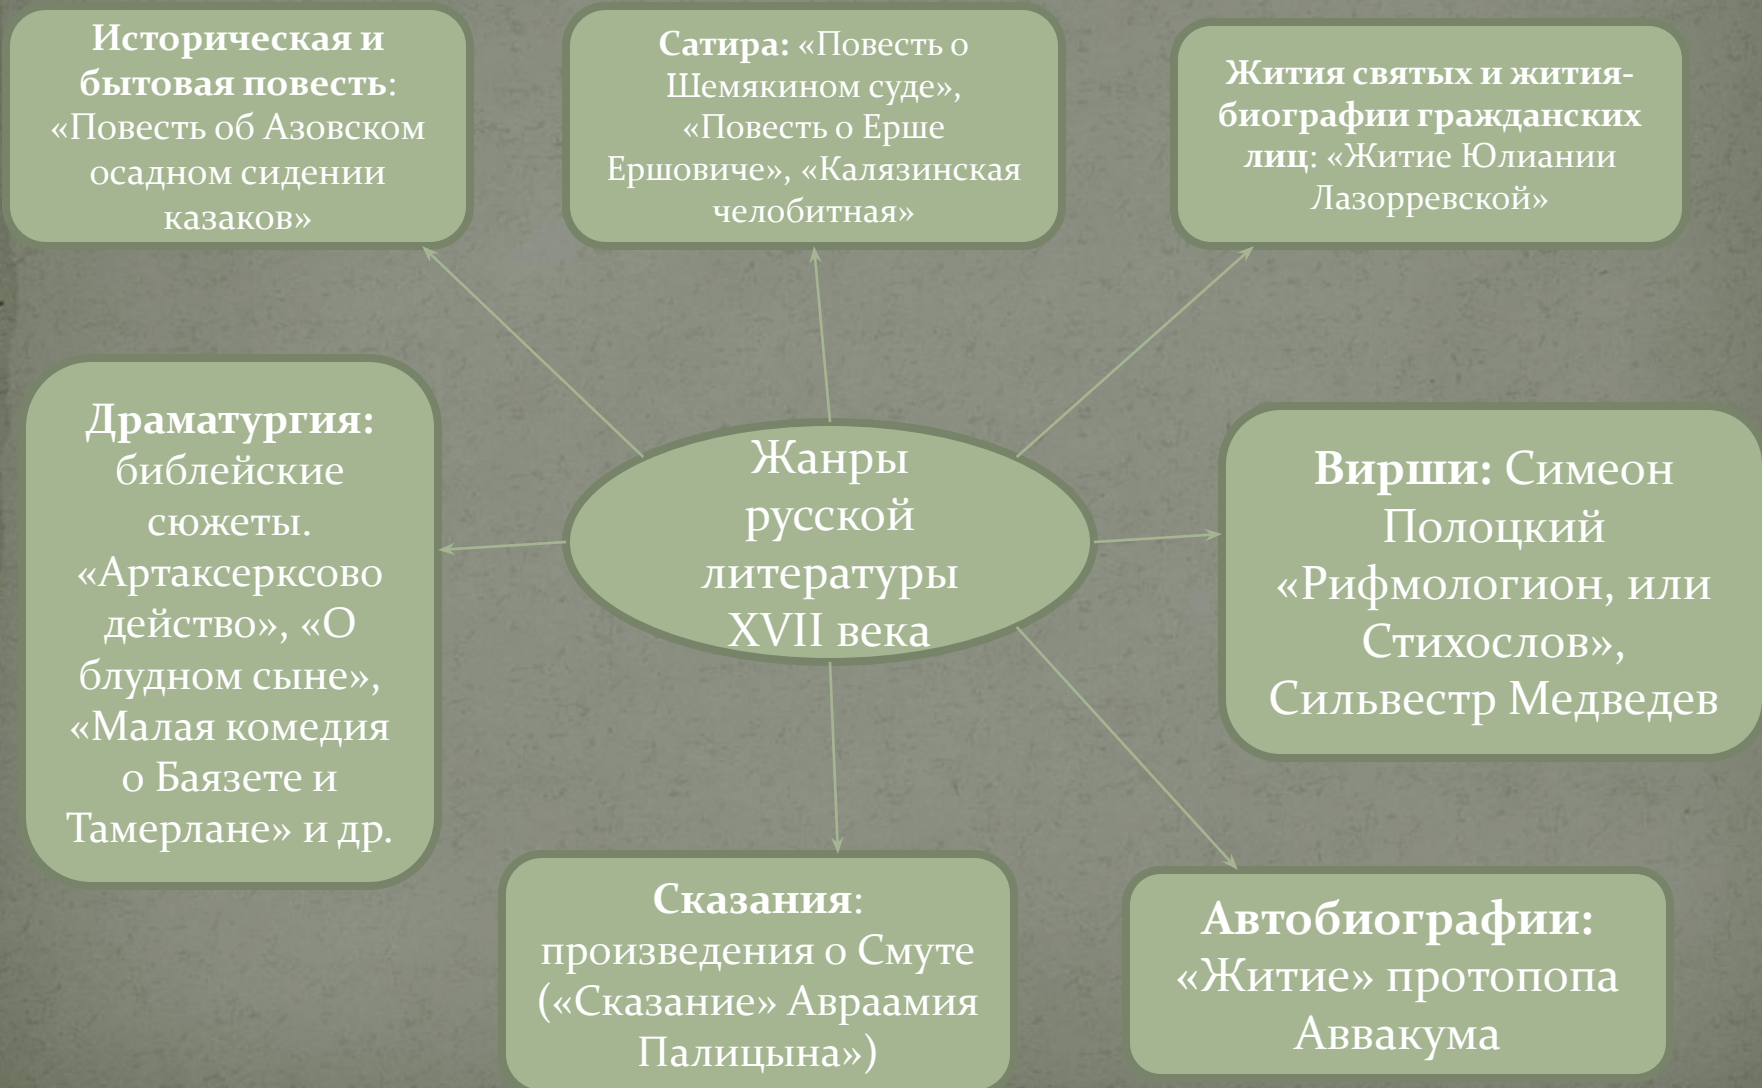 Историческая и
бытовая повесть:
«Повесть об Азовском
осадном сидении
казаков»
Сатира: «Повесть о
Шемякином суде»,
«Повесть о Ерше
Ершовиче», «Калязинская
челобитная»
Жития святых и жития-
биографии гражданских
лиц: «Житие Юлиании
Лазорревской»
Драматургия:
библейские
сюжеты.
«Артаксерксово
действо», «О
блудном сыне»,
«Малая комедия
о Баязете и
Тамерлане» и др.
Жанры
русской
литературы
XVII века
Вирши: Симеон
Полоцкий
«Рифмологион, или
Стихослов»,
Сильвестр Медведев
Сказания:
произведения о Смуте
(«Сказание» Авраамия
Палицына»)
Автобиографии:
«Житие» протопопа
Аввакума